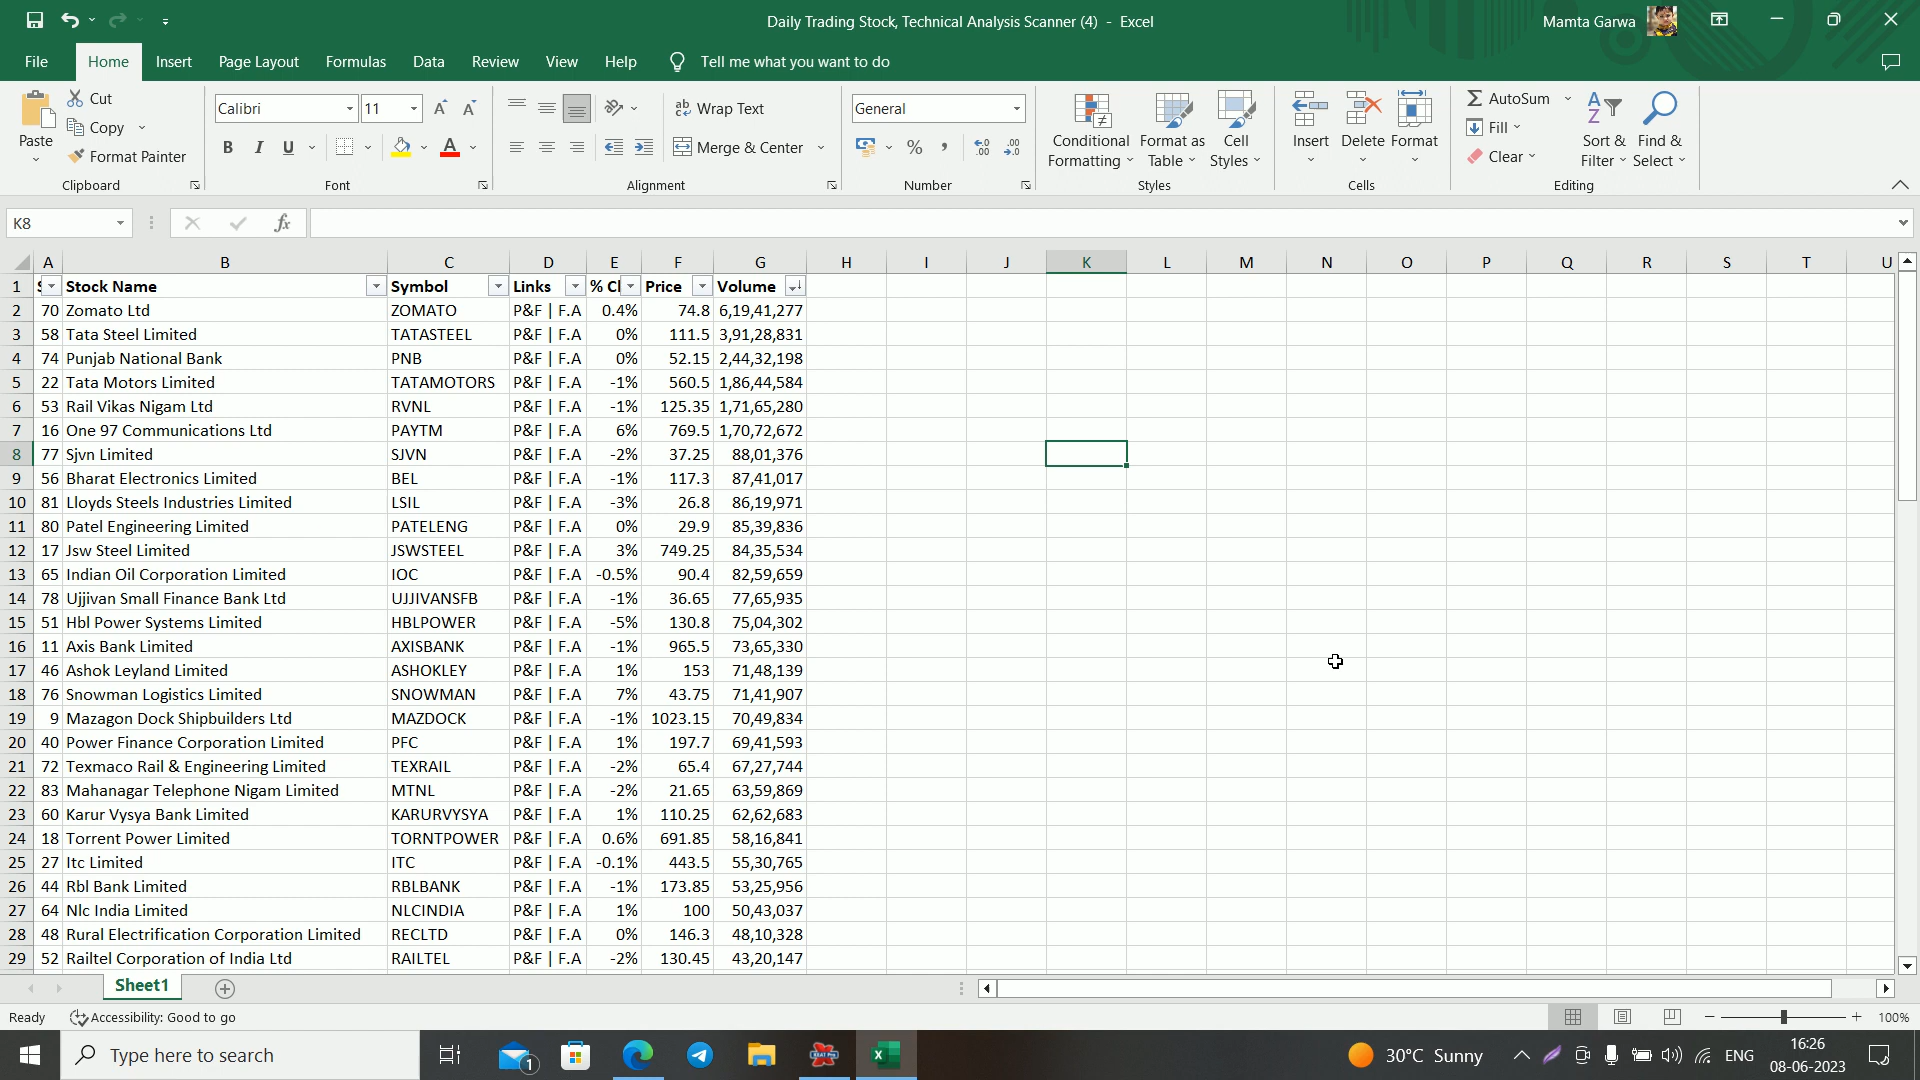 Daily Trading Stock, Technical Analysis Scanner (4) - Excel
Mamta Garwa
File Home Insert Page Layout Formulas Data Review View Help Tell me what you want to do
Paste
Cut
Copy
Format Painter
Clipboard
Calibri 11
B I U
Font
ab Wrap Text
Merge & Center
Alignment
General
% ,
Number
Conditional Formatting
Format as Table
Cell Styles
Styles
Insert Delete Format
Cells
AutoSum
Fill
Clear
Sort & Filter
Find & Select
Editing
K8
fx
A B C D E F G H I J K L M N O P Q R S T U
1 Stock Name Symbol Links % Cl Price Volume
2 70 Zomato Ltd ZOMATO P&F | F.A 0.4% 74.8 6,19,41,277
3 58 Tata Steel Limited TATASTEEL P&F | F.A 0% 111.5 3,91,28,831
4 74 Punjab National Bank PNB P&F | F.A 0% 52.15 2,44,32,198
5 22 Tata Motors Limited TATAMOTORS P&F | F.A -1% 560.5 1,86,44,584
6 53 Rail Vikas Nigam Ltd RVNL P&F | F.A -1% 125.35 1,71,65,280
7 16 One 97 Communications Ltd PAYTM P&F | F.A 6% 769.5 1,70,72,672
8 77 Sjvn Limited SJVN P&F | F.A -2% 37.25 88,01,376
9 56 Bharat Electronics Limited BEL P&F | F.A -1% 117.3 87,41,017
10 81 Lloyds Steels Industries Limited LSIL P&F | F.A -3% 26.8 86,19,971
11 80 Patel Engineering Limited PATELENG P&F | F.A 0% 29.9 85,39,836
12 17 Jsw Steel Limited JSWSTEEL P&F | F.A 3% 749.25 84,35,534
13 65 Indian Oil Corporation Limited IOC P&F | F.A -0.5% 90.4 82,59,659
14 78 Ujjivan Small Finance Bank Ltd UJJIVANSFB P&F | F.A -1% 36.65 77,65,935
15 51 Hbl Power Systems Limited HBLPOWER P&F | F.A -5% 130.8 75,04,302
16 11 Axis Bank Limited AXISBANK P&F | F.A -1% 965.5 73,65,330
17 46 Ashok Leyland Limited ASHOKLEY P&F | F.A 1% 153 71,48,139
18 76 Snowman Logistics Limited SNOWMAN P&F | F.A 7% 43.75 71,41,907
19 9 Mazagon Dock Shipbuilders Ltd MAZDOCK P&F | F.A -1% 1023.15 70,49,834
20 40 Power Finance Corporation Limited PFC P&F | F.A 1% 197.7 69,41,593
21 72 Texmaco Rail & Engineering Limited TEXRAIL P&F | F.A -2% 65.4 67,27,744
22 83 Mahanagar Telephone Nigam Limited MTNL P&F | F.A -2% 21.65 63,59,869
23 60 Karur Vysya Bank Limited KARURVYSYA P&F | F.A 1% 110.25 62,62,683
24 18 Torrent Power Limited TORNTPOWER P&F | F.A 0.6% 691.85 58,16,841
25 27 Itc Limited ITC P&F | F.A -0.1% 443.5 55,30,765
26 44 Rbl Bank Limited RBLBANK P&F | F.A -1% 173.85 53,25,956
27 64 Nlc India Limited NLCINDIA P&F | F.A 1% 100 50,43,037
28 48 Rural Electrification Corporation Limited RECLTD P&F | F.A 0% 146.3 48,10,328
29 52 Railtel Corporation of India Ltd RAILTEL P&F | F.A -2% 130.45 43,20,147
Sheet1
Ready Accessibility: Good to go
100%
Type here to search
1
30°C Sunny
ENG
16:26
08-06-2023